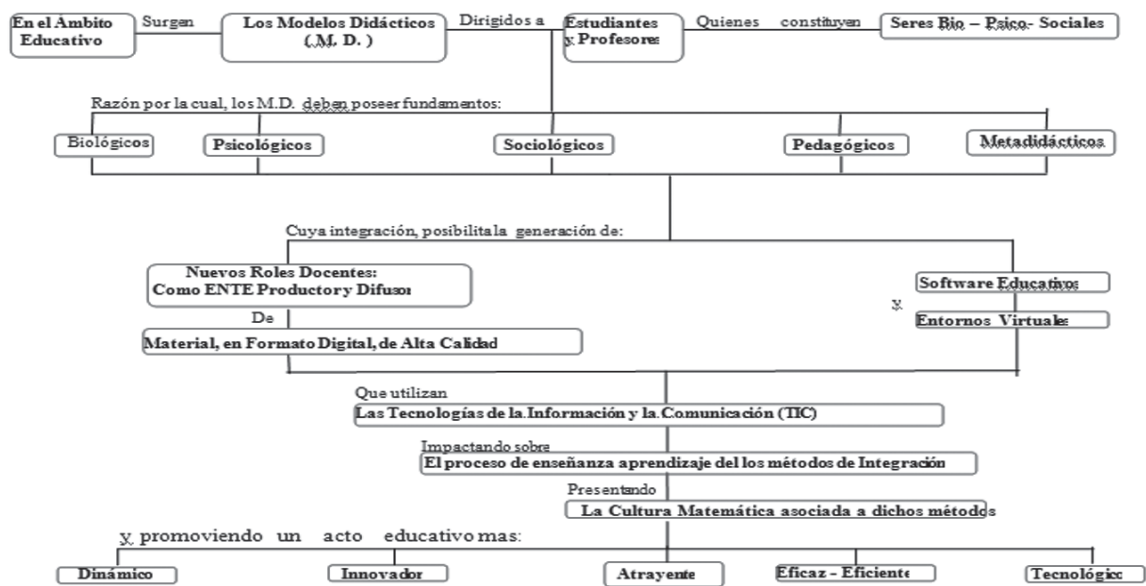 En el Ámbito Educativo
Surgen
Los Modelos Didácticos
( M. D. )
Dirigidos a
Estudiantes
y Profesores
Quienes constituyen
Seres Bio – Psico.- Sociales
Razón por la cual, los M.D. deben poseer fundamentos:
Biológicos
Psicológicos
Sociológicos
Pedagógicos
Metadidácticos
Cuya integración, posibilita la generación de:
Nuevos Roles Docentes:
Como ENTE Productor y Difusor
De
Material, en Formato Digital, de Alta Calidad
y
Software Educativos
Entornos Virtuales
Que utilizan
Las Tecnologías de la Información y la Comunicación (TIC)
Impactando sobre
El proceso de enseñanza aprendizaje del los métodos de Integración
Presentando
La Cultura Matemática asociada a dichos métodos
y promoviendo un acto educativo mas:
Dinámico
Innovador
Atrayente
Eficaz - Eficiente
Tecnológico